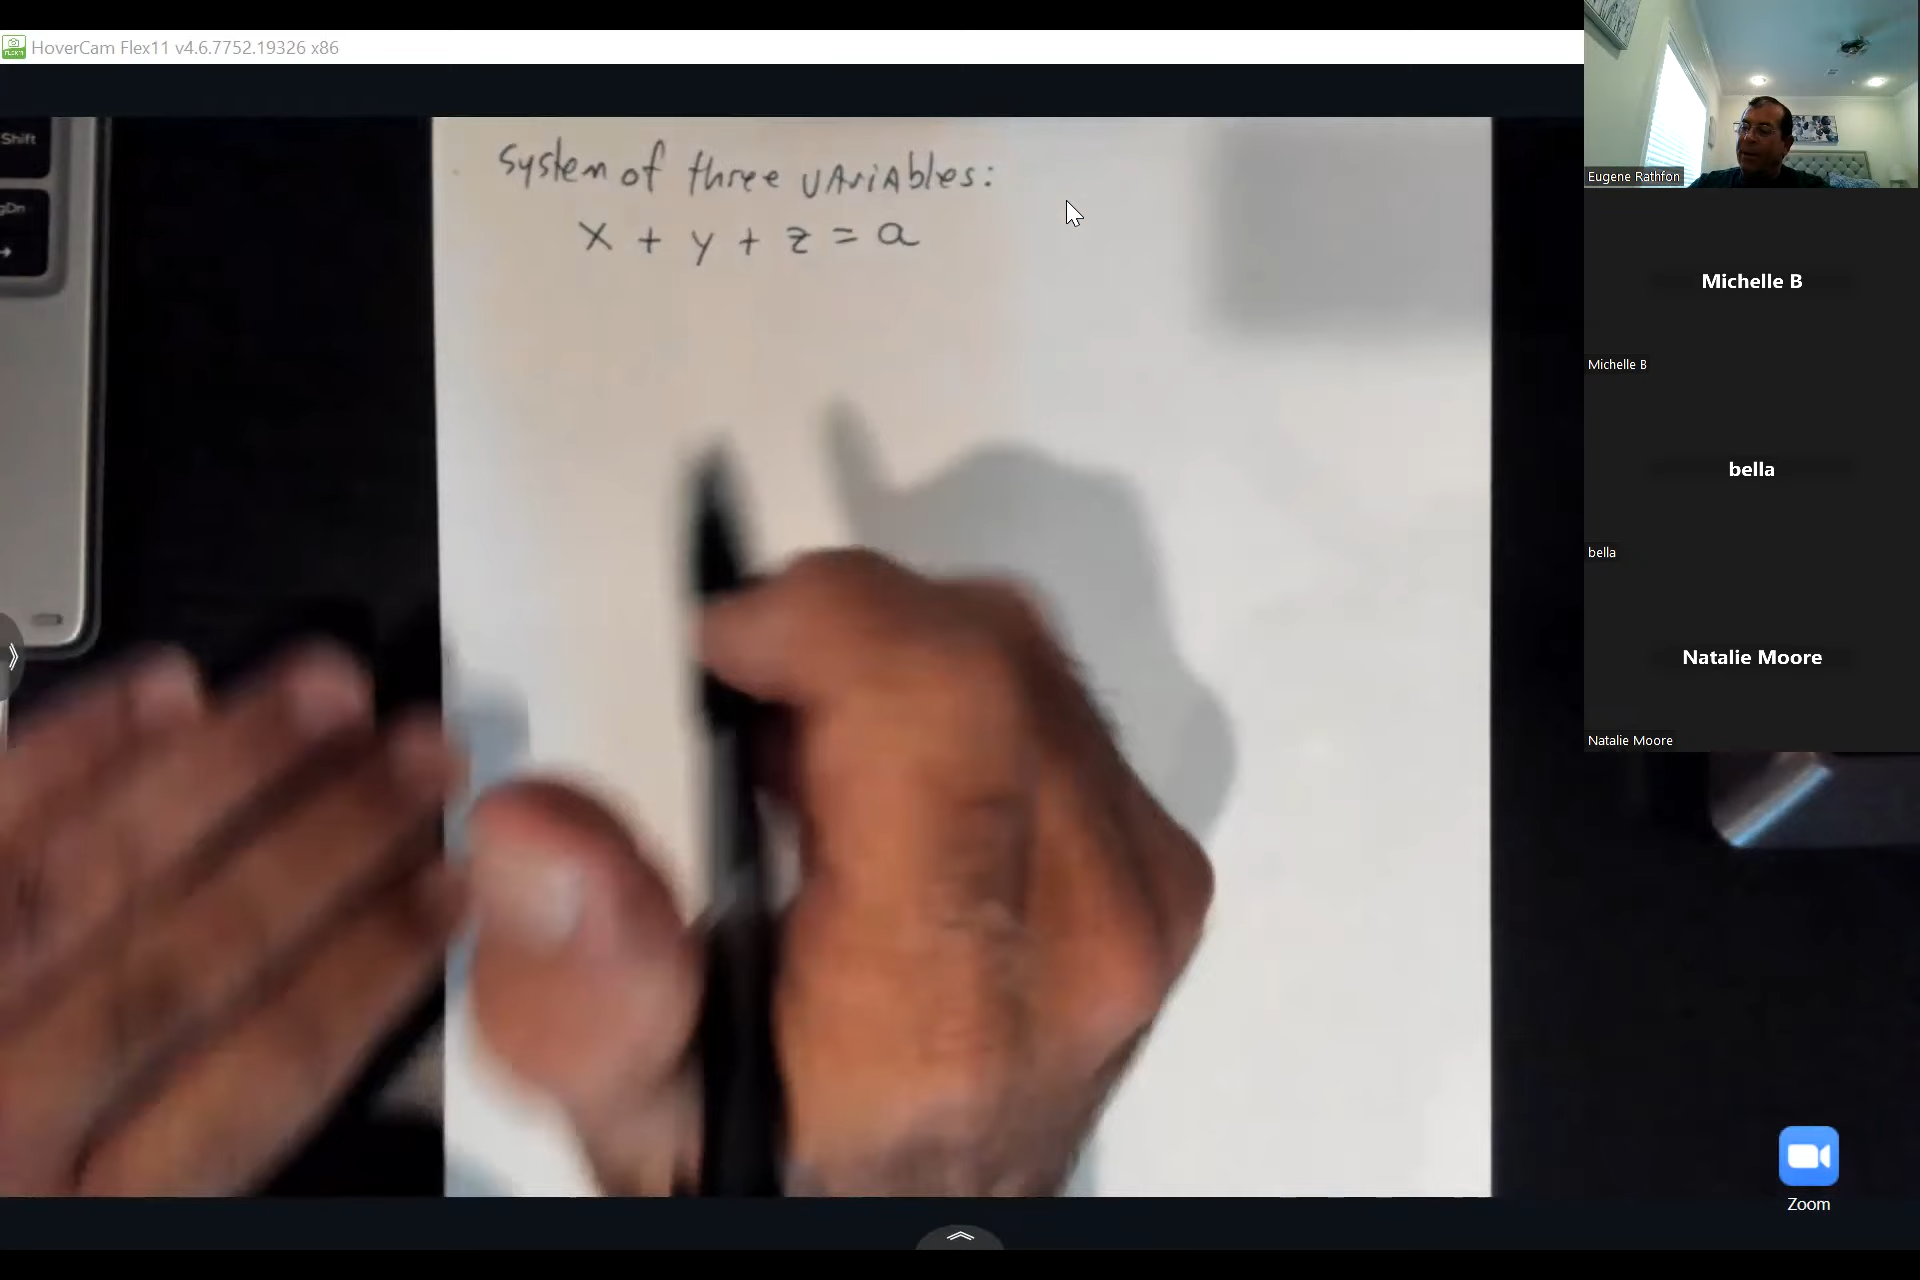 HoverCam Flex11 v4.6.7752.19326 x86
Shift
gDn
System of three variables:
x + y + z = a
Eugene Rathfon
Michelle B
Michelle B
bella
bella
Natalie Moore
Natalie Moore
Zoom